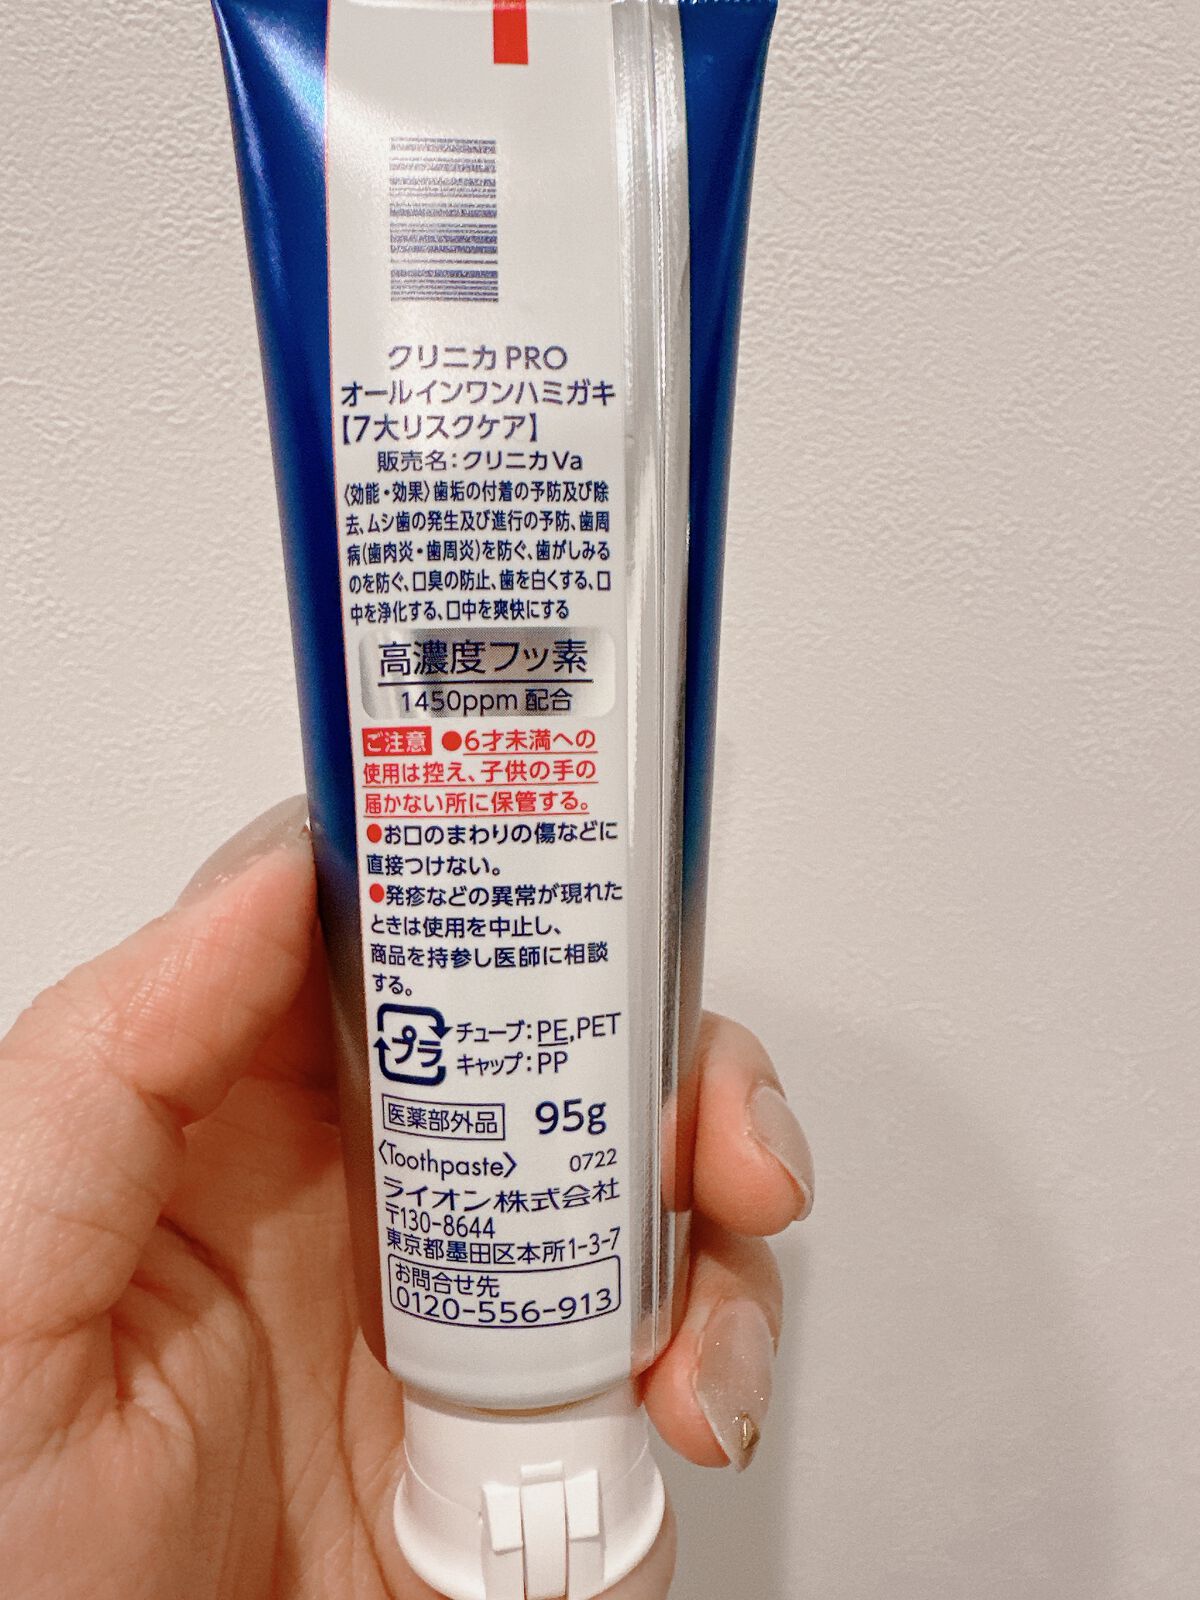 クリニカ PRO
オールインワンハミガキ
【7大リスクケア】
販売名:クリニカVa
〈効能・効果〉歯垢の付着の予防及び除
去、ムシ歯の発生及び進行の予防、歯周
病(歯肉炎・歯周炎)を防ぐ、歯がしみる
のを防ぐ、口臭の防止、歯を白くする、口
中を浄化する、口中を爽快にする
高濃度フッ素
1450ppm 配合
ご注意 ●6才未満への
使用は控え、子供の手の
届かない所に保管する。
●お口のまわりの傷などに
直接つけない。
●発疹などの異常が現れた
ときは使用を中止し、
商品を持参し医師に相談
する。
プラ チューブ:PE,PET
キャップ:PP
医薬部外品 95g
〈Toothpaste〉 0722
ライオン株式会社
〒130-8644
東京都墨田区本所1-3-7
お問合せ先
0120-556-913